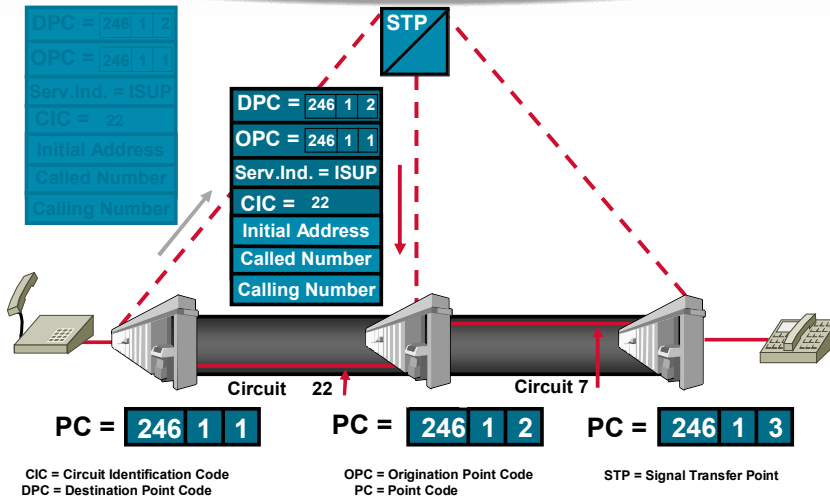 DPC = 246 1 2
OPC = 246 1 1
Serv.Ind. = ISUP
CIC = 22
Initial Address
Called Number
Calling Number
STP
DPC = 246 1 2
OPC = 246 1 1
Serv.Ind. = ISUP
CIC = 22
Initial Address
Called Number
Calling Number
Circuit 22
Circuit 7
PC = 246 1 1
PC = 246 1 2
PC = 246 1 3
CIC = Circuit Identification Code
DPC = Destination Point Code
OPC = Origination Point Code
PC = Point Code
STP = Signal Transfer Point